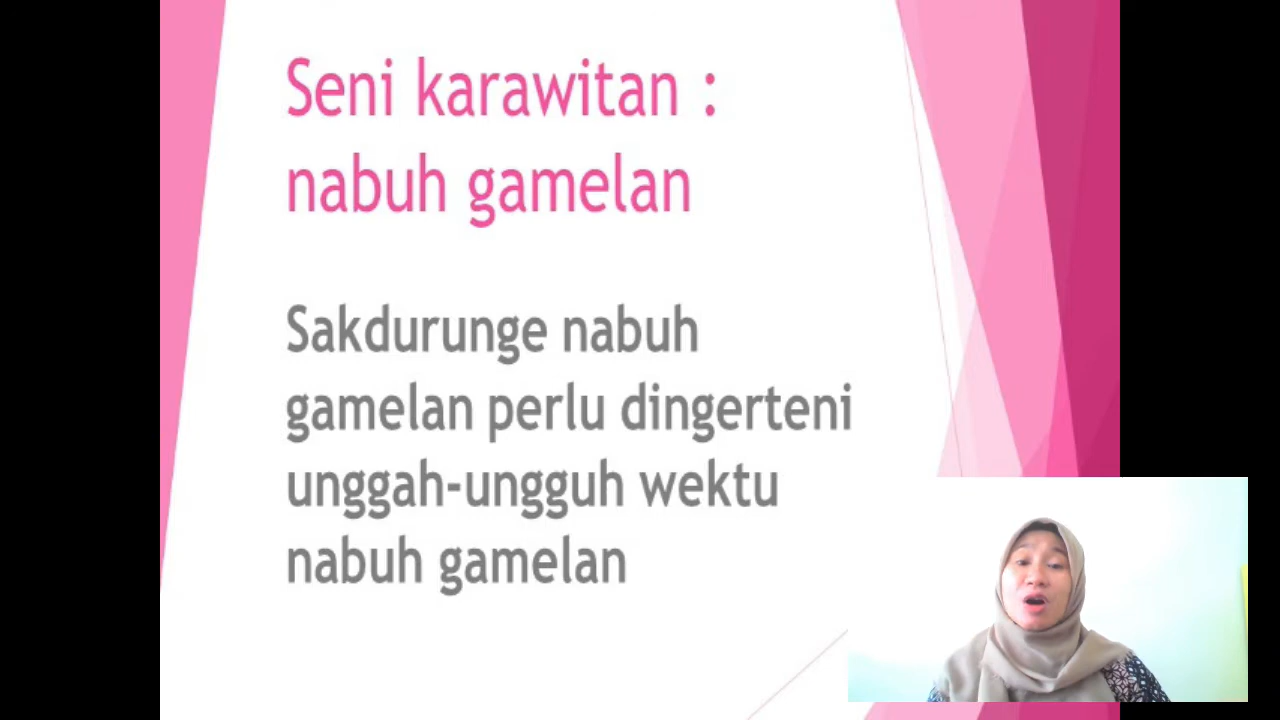 Seni karawitan :
nabuh gamelan
Sakdurunge nabuh
gamelan perlu dingerteni
unggah-ungguh wektu
nabuh gamelan